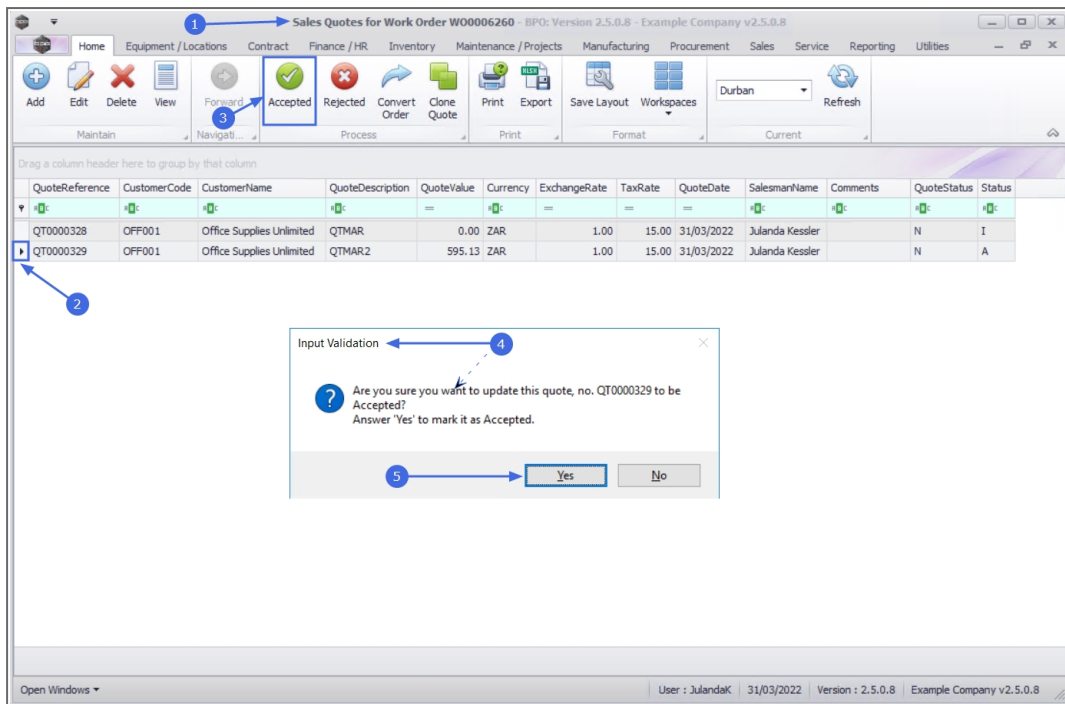 1
Sales Quotes for Work Order WO0006260 - BPO: Version 2.5.0.8 - Example Company v2.5.0.8
Home Equipment / Locations Contract Finance / HR Inventory Maintenance / Projects Manufacturing Procurement Sales Service Reporting Utilities
Add Edit Delete View Forward Accepted Rejected Convert Order Clone Quote Print Export Save Layout Workspaces Durban Refresh
3
Maintain Navigati... Process Print Format Current
Drag a column header here to group by that column
QuoteReference CustomerCode CustomerName QuoteDescription QuoteValue Currency ExchangeRate TaxRate QuoteDate SalesmanName Comments QuoteStatus Status
= = = =
QT0000328 OFF001 Office Supplies Unlimited QTMAR 0.00 ZAR 1.00 15.00 31/03/2022 Julanda Kessler N I
QT0000329 OFF001 Office Supplies Unlimited QTMAR2 595.13 ZAR 1.00 15.00 31/03/2022 Julanda Kessler N A
2
Input Validation 4
Are you sure you want to update this quote, no. QT0000329 to be
Accepted?
Answer 'Yes' to mark it as Accepted.
5 Yes No
Open Windows User : JulandaK 31/03/2022 Version : 2.5.0.8 Example Company v2.5.0.8